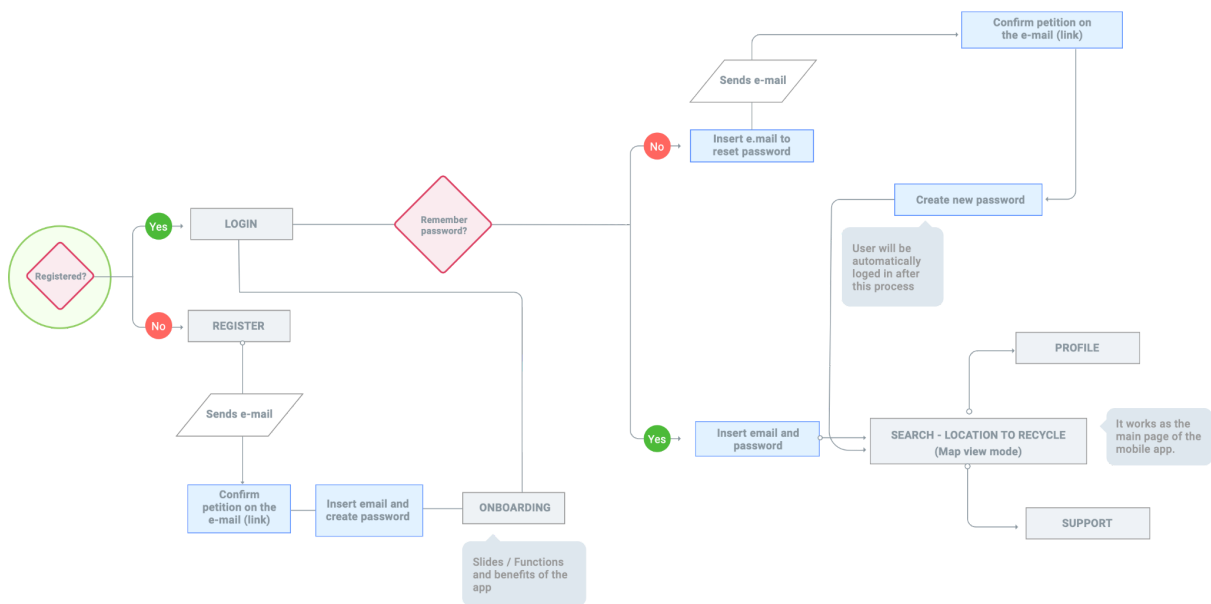 Confirm petition on
the e-mail (link)
Sends e-mail
No
Insert e.mail to
reset password
Create new password
Yes
LOGIN
Remember
password?
User will be
automatically
loged in after
this process
Registered?
No
REGISTER
PROFILE
Sends e-mail
Yes
Insert email and
password
SEARCH - LOCATION TO RECYCLE
(Map view mode)
It works as the
main page of the
mobile app.
Confirm
petition on the
e-mail (link)
Insert email and
create password
ONBOARDING
SUPPORT
Slides / Functions
and benefits of the
app